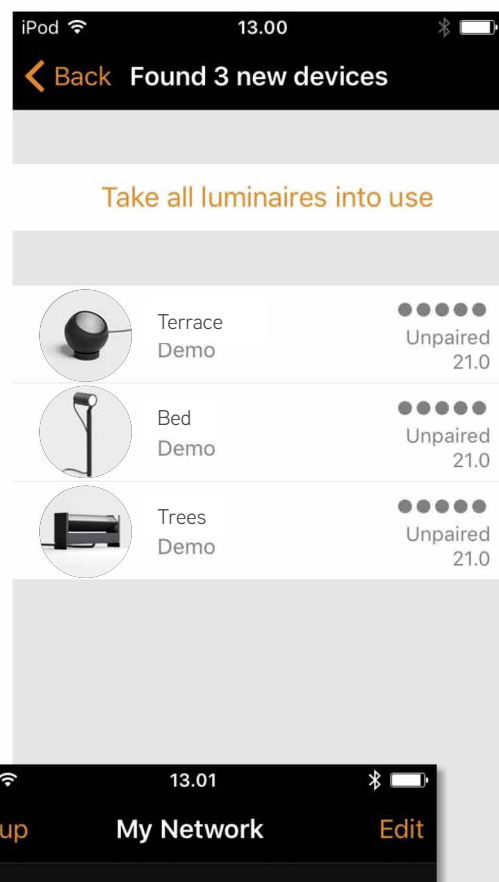 iPod 13.00
Back Found 3 new devices
Take all luminaires into use
Terrace
Demo
Unpaired
21.0
Bed
Demo
Unpaired
21.0
Trees
Demo
Unpaired
21.0
13.01
up My Network Edit